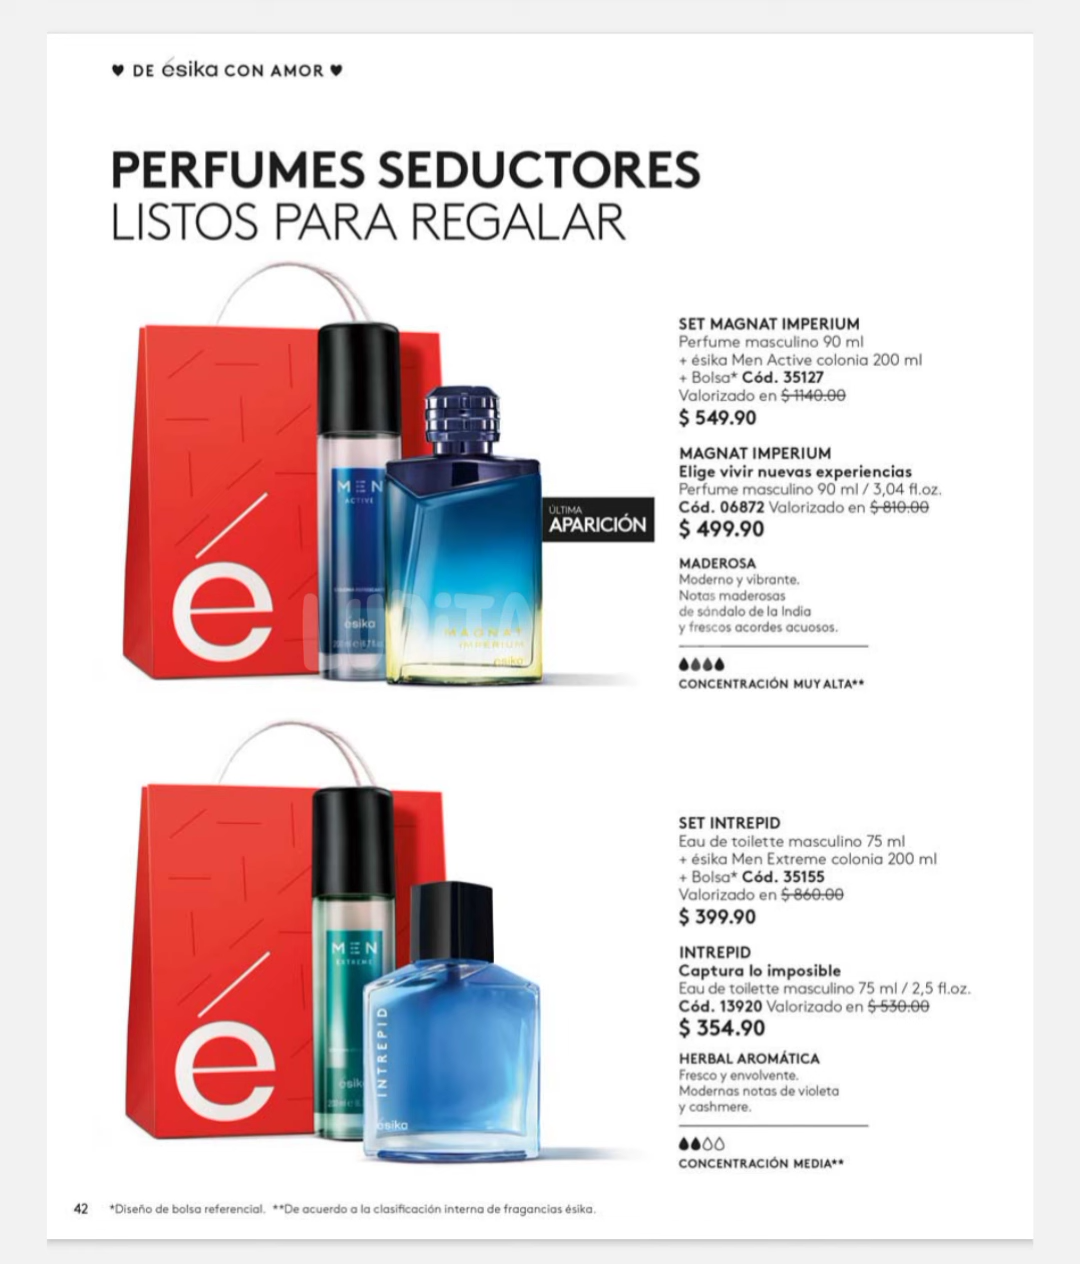 ♥ DE ésika CON AMOR ♥
PERFUMES SEDUCTORES
LISTOS PARA REGALAR
SET MAGNAT IMPERIUM
Perfume masculino 90 ml
+ ésika Men Active colonia 200 ml
+ Bolsa* Cód. 35127
Valorizado en $ 1140.00
$ 549.90
MAGNAT IMPERIUM
Elige vivir nuevas experiencias
Perfume masculino 90 ml / 3,04 fl.oz.
Cód. 06872 Valorizado en $ 810.00
$ 499.90
MADEROSA
Moderno y vibrante.
Notas maderosas
de sándalo de la India
y frescos acordes acuosos.
CONCENTRACIÓN MUY ALTA**
ÚLTIMA
APARICIÓN
é
MEN
ACTIVE
ésika
MAGNAT
IMPERIUM
ésika
SET INTREPID
Eau de toilette masculino 75 ml
+ ésika Men Extreme colonia 200 ml
+ Bolsa* Cód. 35155
Valorizado en $ 860.00
$ 399.90
INTREPID
Captura lo imposible
Eau de toilette masculino 75 ml / 2,5 fl.oz.
Cód. 13920 Valorizado en $ 530.00
$ 354.90
HERBAL AROMÁTICA
Fresco y envolvente.
Modernas notas de violeta
y cashmere.
CONCENTRACIÓN MEDIA**
é
MEN
EXTREME
INTREPID
ésika
42 *Diseño de bolsa referencial. **De acuerdo a la clasificación interna de fragancias ésika.